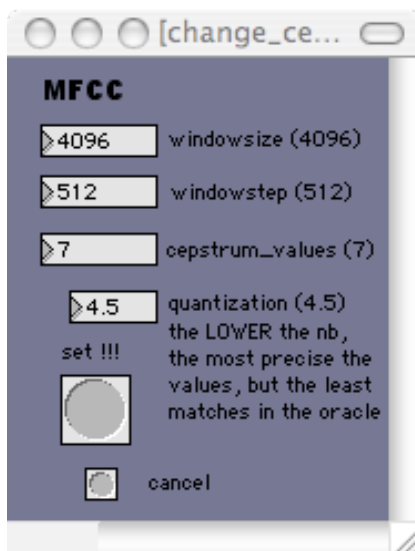 [change_ce...
MFCC
4096 windowsize (4096)
512 windowstep (512)
7 cepstrum_values (7)
4.5 quantization (4.5)
the LOWER the nb,
set !!! the most precise the
values, but the least
matches in the oracle
cancel